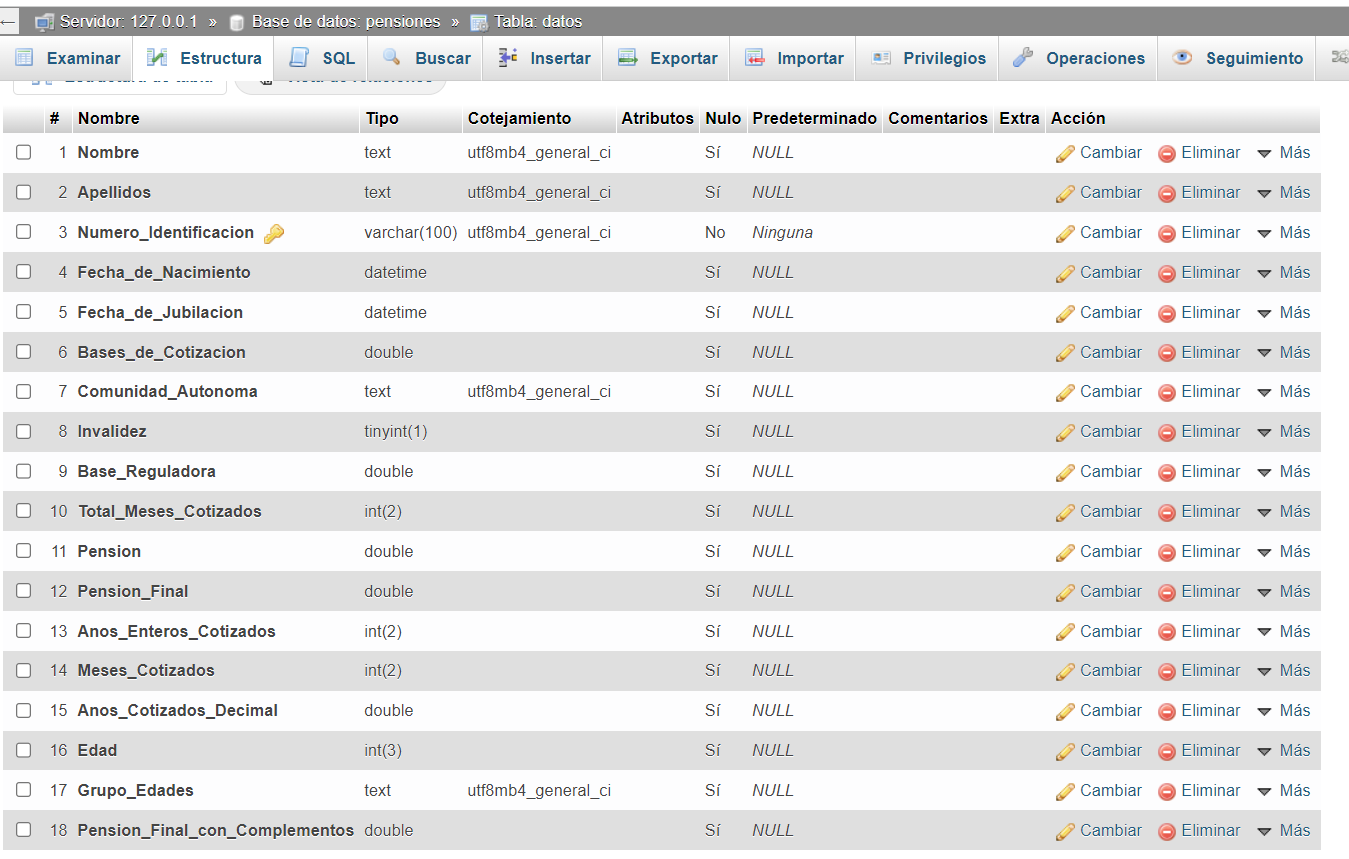 Servidor: 127.0.0.1 » Base de datos: pensiones » Tabla: datos
Examinar Estructura SQL Buscar Insertar Exportar Importar Privilegios Operaciones Seguimiento
# Nombre Tipo Cotejamiento Atributos Nulo Predeterminado Comentarios Extra Acción
1 Nombre text utf8mb4_general_ci Sí NULL Cambiar Eliminar Más
2 Apellidos text utf8mb4_general_ci Sí NULL Cambiar Eliminar Más
3 Numero_Identificacion varchar(100) utf8mb4_general_ci No Ninguna Cambiar Eliminar Más
4 Fecha_de_Nacimiento datetime Sí NULL Cambiar Eliminar Más
5 Fecha_de_Jubilacion datetime Sí NULL Cambiar Eliminar Más
6 Bases_de_Cotizacion double Sí NULL Cambiar Eliminar Más
7 Comunidad_Autonoma text utf8mb4_general_ci Sí NULL Cambiar Eliminar Más
8 Invalidez tinyint(1) Sí NULL Cambiar Eliminar Más
9 Base_Reguladora double Sí NULL Cambiar Eliminar Más
10 Total_Meses_Cotizados int(2) Sí NULL Cambiar Eliminar Más
11 Pension double Sí NULL Cambiar Eliminar Más
12 Pension_Final double Sí NULL Cambiar Eliminar Más
13 Anos_Enteros_Cotizados int(2) Sí NULL Cambiar Eliminar Más
14 Meses_Cotizados int(2) Sí NULL Cambiar Eliminar Más
15 Anos_Cotizados_Decimal double Sí NULL Cambiar Eliminar Más
16 Edad int(3) Sí NULL Cambiar Eliminar Más
17 Grupo_Edades text utf8mb4_general_ci Sí NULL Cambiar Eliminar Más
18 Pension_Final_con_Complementos double Sí NULL Cambiar Eliminar Más